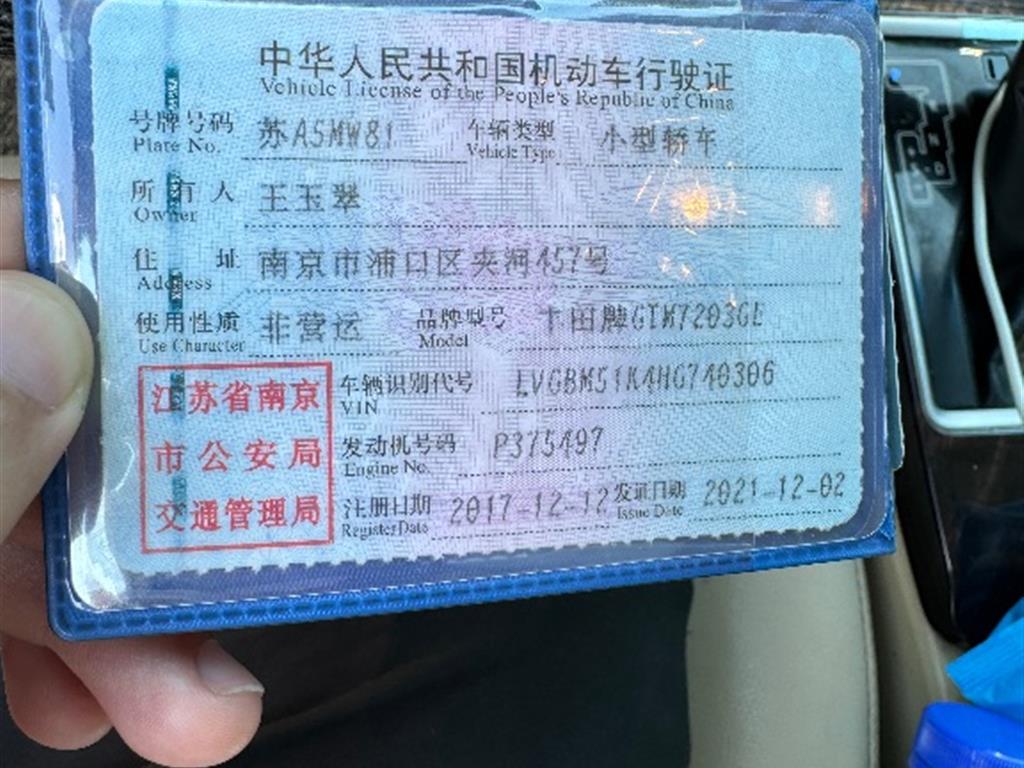 中华人民共和国机动车行驶证
Vehicle License of the People's Republic of China
号牌号码 苏A5MW81 车辆类型 小型轿车
Plate No. Vehicle Type
所有人 王玉翠
Owner
住址 南京市浦口区夹河457号
Address
使用性质 非营运 品牌型号 丰田牌GTM7203GE
Use Character Model
江苏省南京
市公安局
交通管理局
车辆识别代号 LVGBM51K4HG740306
VIN
发动机号码 P375497
Engine No.
注册日期 2017-12-12 发证日期 2021-12-02
Register Date Issue Date